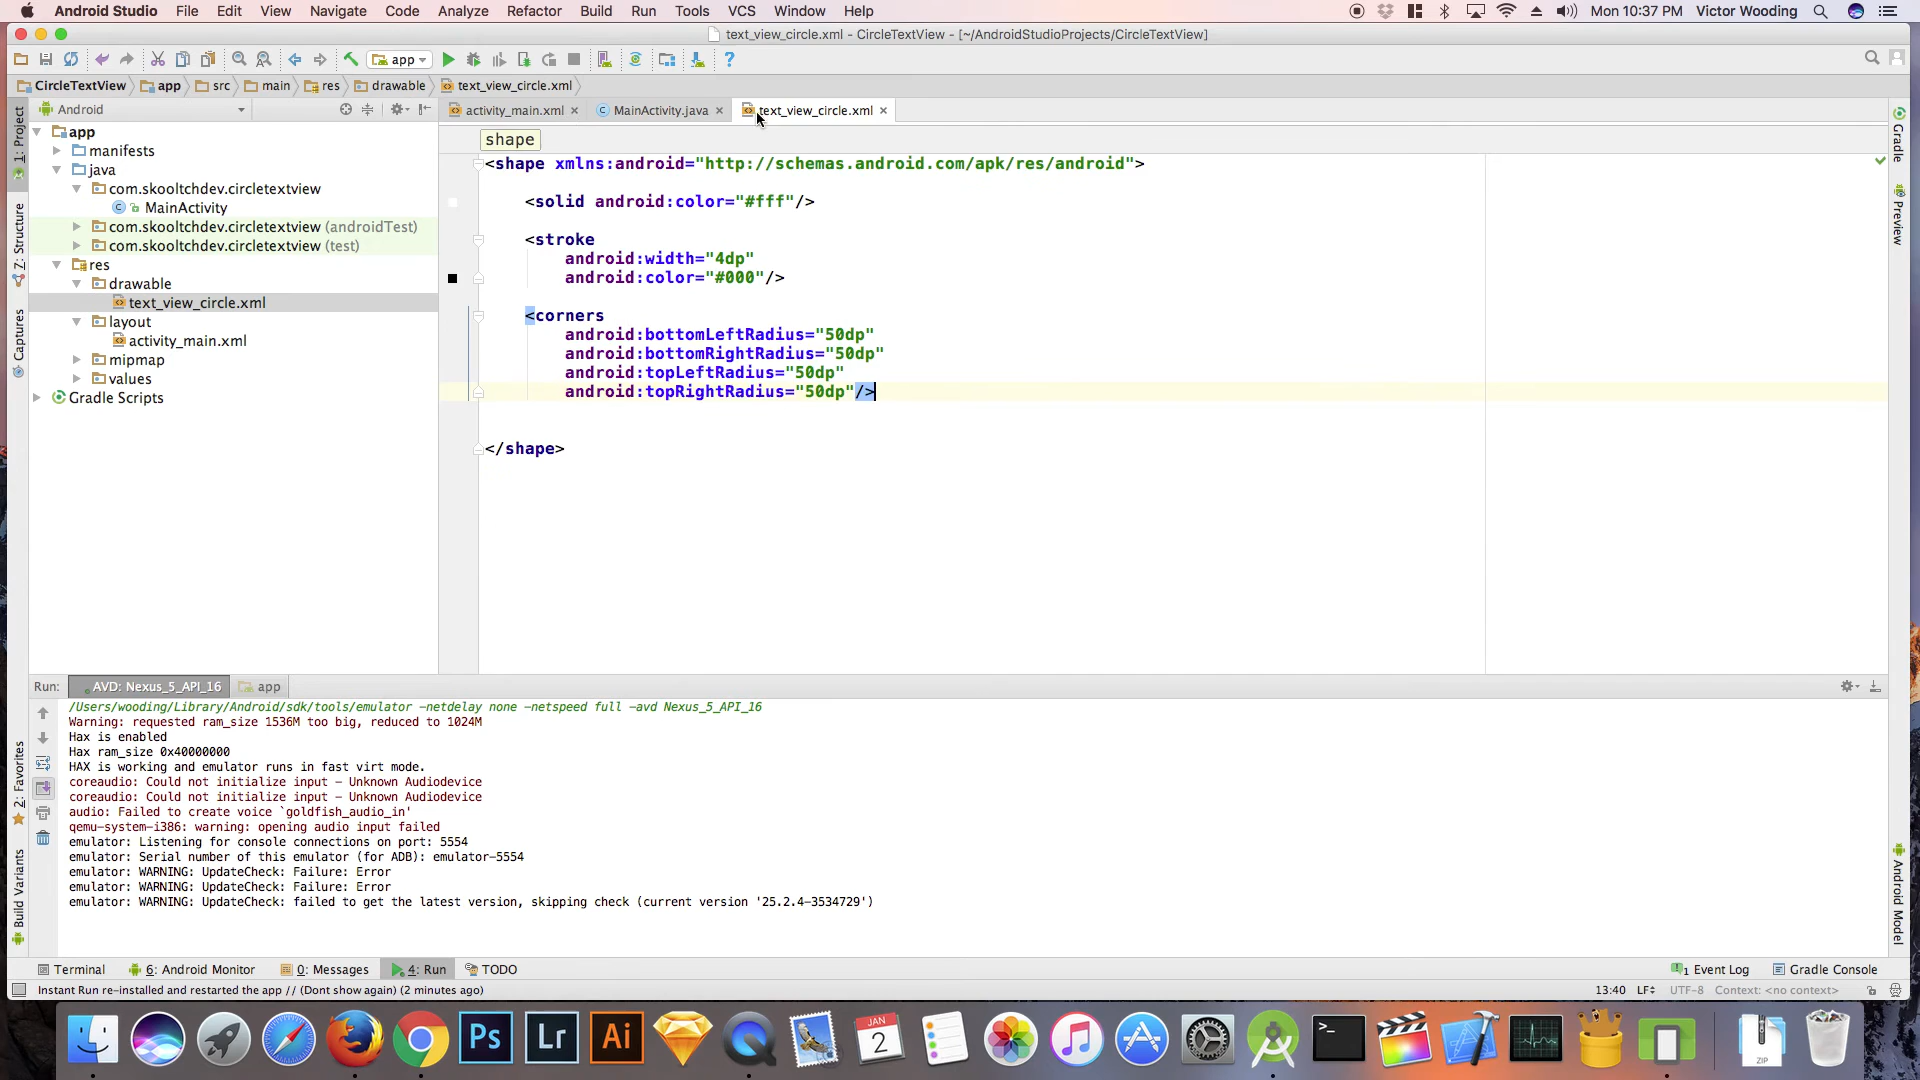 Android Studio File Edit View Navigate Code Analyze Refactor Build Run Tools VCS Window Help Mon 10:37 PM Victor Wooding
text_view_circle.xml - CircleTextView - [~/AndroidStudioProjects/CircleTextView]
app
CircleTextView app src main res drawable text_view_circle.xml
Android activity_main.xml MainActivity.java text_view_circle.xml
1: Project
Z: Structure
Captures
2: Favorites
Build Variants
app
manifests
java
com.skooltchdev.circletextview
MainActivity
com.skooltchdev.circletextview (androidTest)
com.skooltchdev.circletextview (test)
res
drawable
text_view_circle.xml
layout
activity_main.xml
mipmap
values
Gradle Scripts
shape
<shape xmlns:android="http://schemas.android.com/apk/res/android">
<solid android:color="#fff"/>
<stroke
android:width="4dp"
android:color="#000"/>
<corners
android:bottomLeftRadius="50dp"
android:bottomRightRadius="50dp"
android:topLeftRadius="50dp"
android:topRightRadius="50dp"/>
</shape>
Gradle
Preview
Android Model
Run: AVD: Nexus_5_API_16 app
/Users/wooding/Library/Android/sdk/tools/emulator -netdelay none -netspeed full -avd Nexus_5_API_16
Warning: requested ram_size 1536M too big, reduced to 1024M
Hax is enabled
Hax ram_size 0x40000000
HAX is working and emulator runs in fast virt mode.
coreaudio: Could not initialize input - Unknown Audiodevice
coreaudio: Could not initialize input - Unknown Audiodevice
audio: Failed to create voice `goldfish_audio_in'
qemu-system-i386: warning: opening audio input failed
emulator: Listening for console connections on port: 5554
emulator: Serial number of this emulator (for ADB): emulator-5554
emulator: WARNING: UpdateCheck: Failure: Error
emulator: WARNING: UpdateCheck: Failure: Error
emulator: WARNING: UpdateCheck: failed to get the latest version, skipping check (current version '25.2.4-3534729')
Terminal 6: Android Monitor 0: Messages 4: Run TODO 1 Event Log Gradle Console
Instant Run re-installed and restarted the app // (Dont show again) (2 minutes ago) 13:40 LF UTF-8 Context: <no context>
Ps Lr Ai JAN 2 >_ ZIP